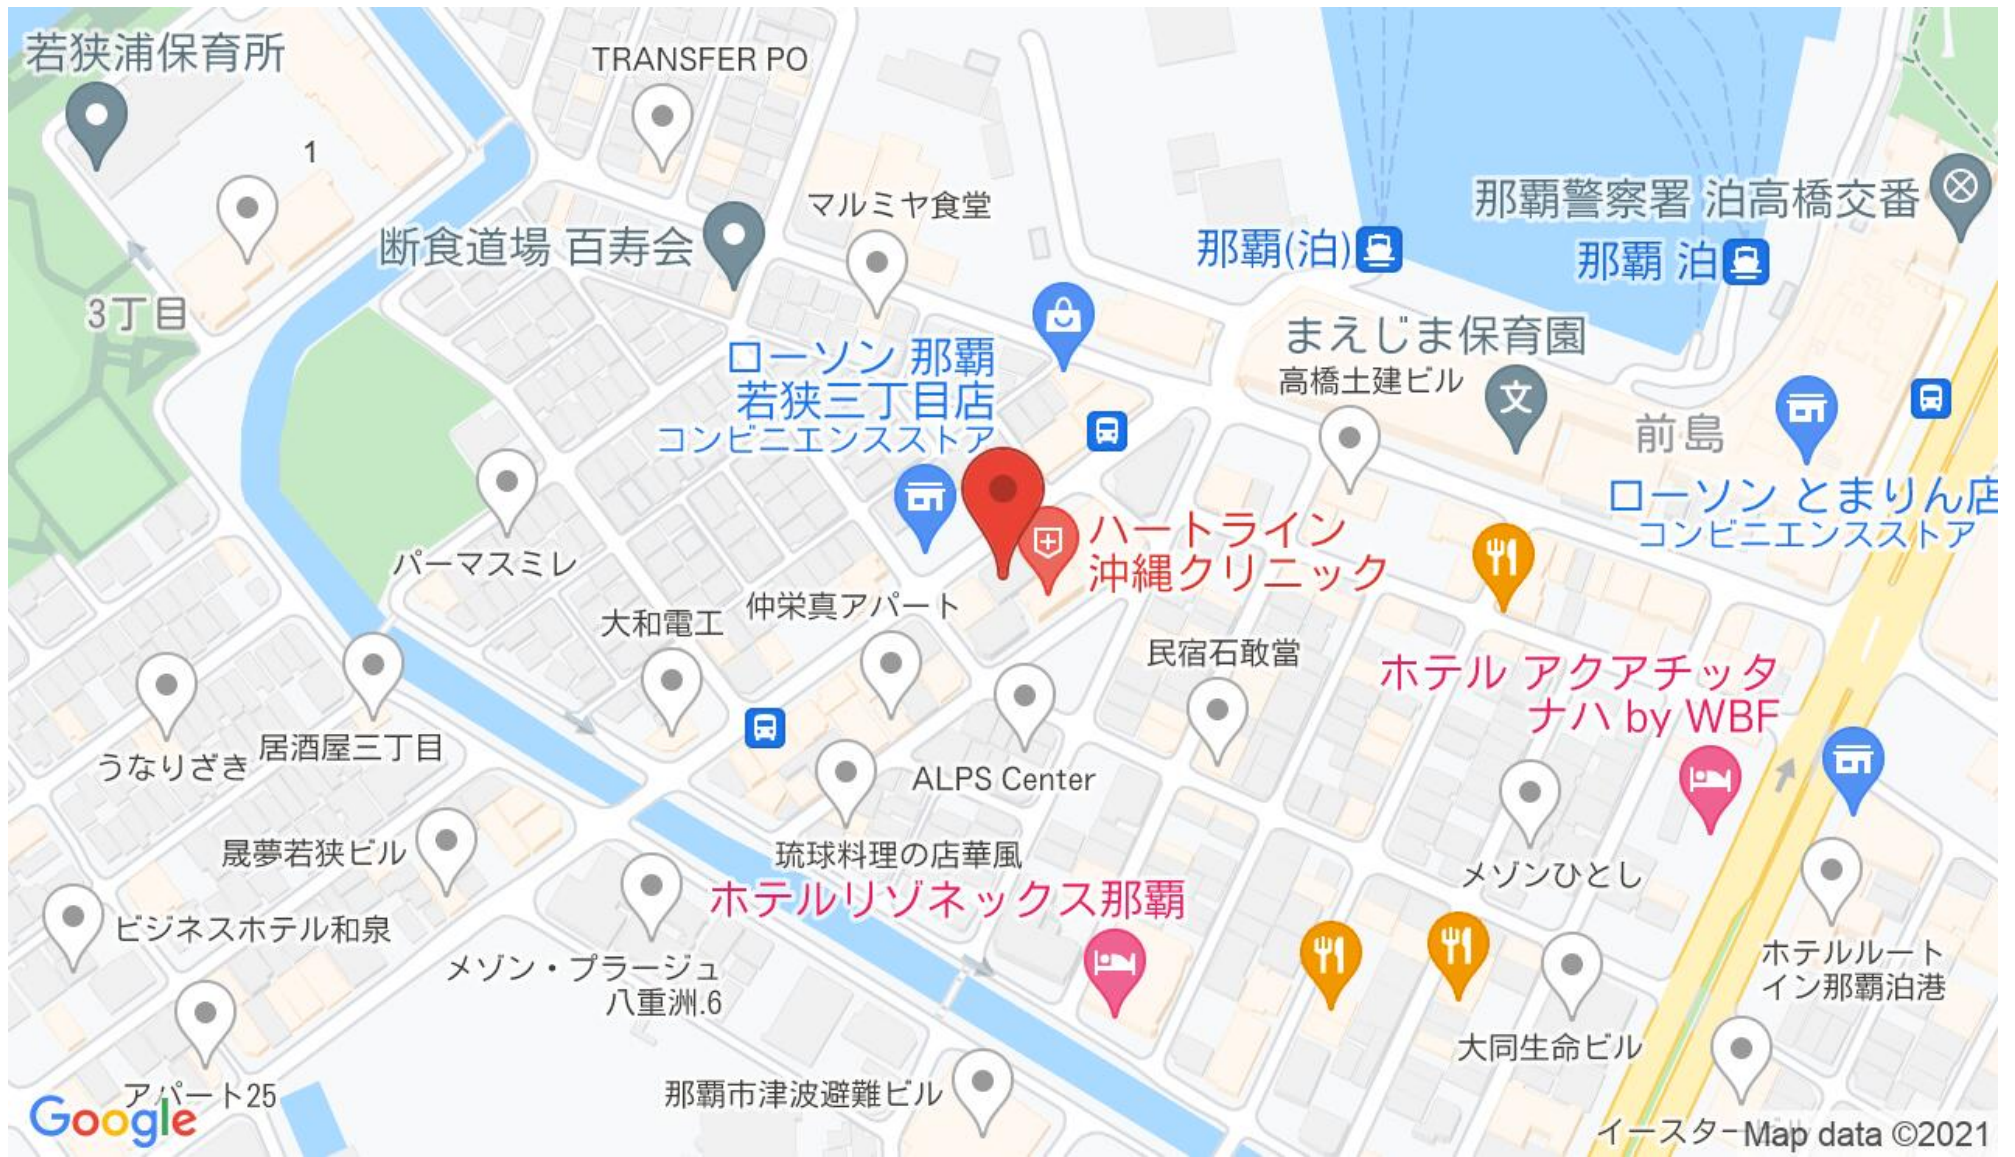 若狭浦保育所
TRANSFER PO
1
マルミヤ食堂
那覇警察署 泊高橋交番
断食道場 百寿会
那覇(泊)
那覇 泊
3丁目
まえじま保育園
ローソン 那覇
若狭三丁目店
コンビニエンスストア
高橋土建ビル
文
前島
ローソン とまりん店
コンビニエンスストア
パーマスミレ
ハートライン
沖縄クリニック
大和電工
仲栄真アパート
民宿石敢當
ホテル アクアチッタ
ナハ by WBF
うなりざき
居酒屋三丁目
ALPS Center
晟夢若狭ビル
琉球料理の店華風
メゾンひとし
ホテルリゾネックス那覇
ビジネスホテル和泉
メゾン・プラージュ
八重洲.6
ホテルルート
イン那覇泊港
大同生命ビル
アパート25
那覇市津波避難ビル
Google
イースター
Map data ©2021